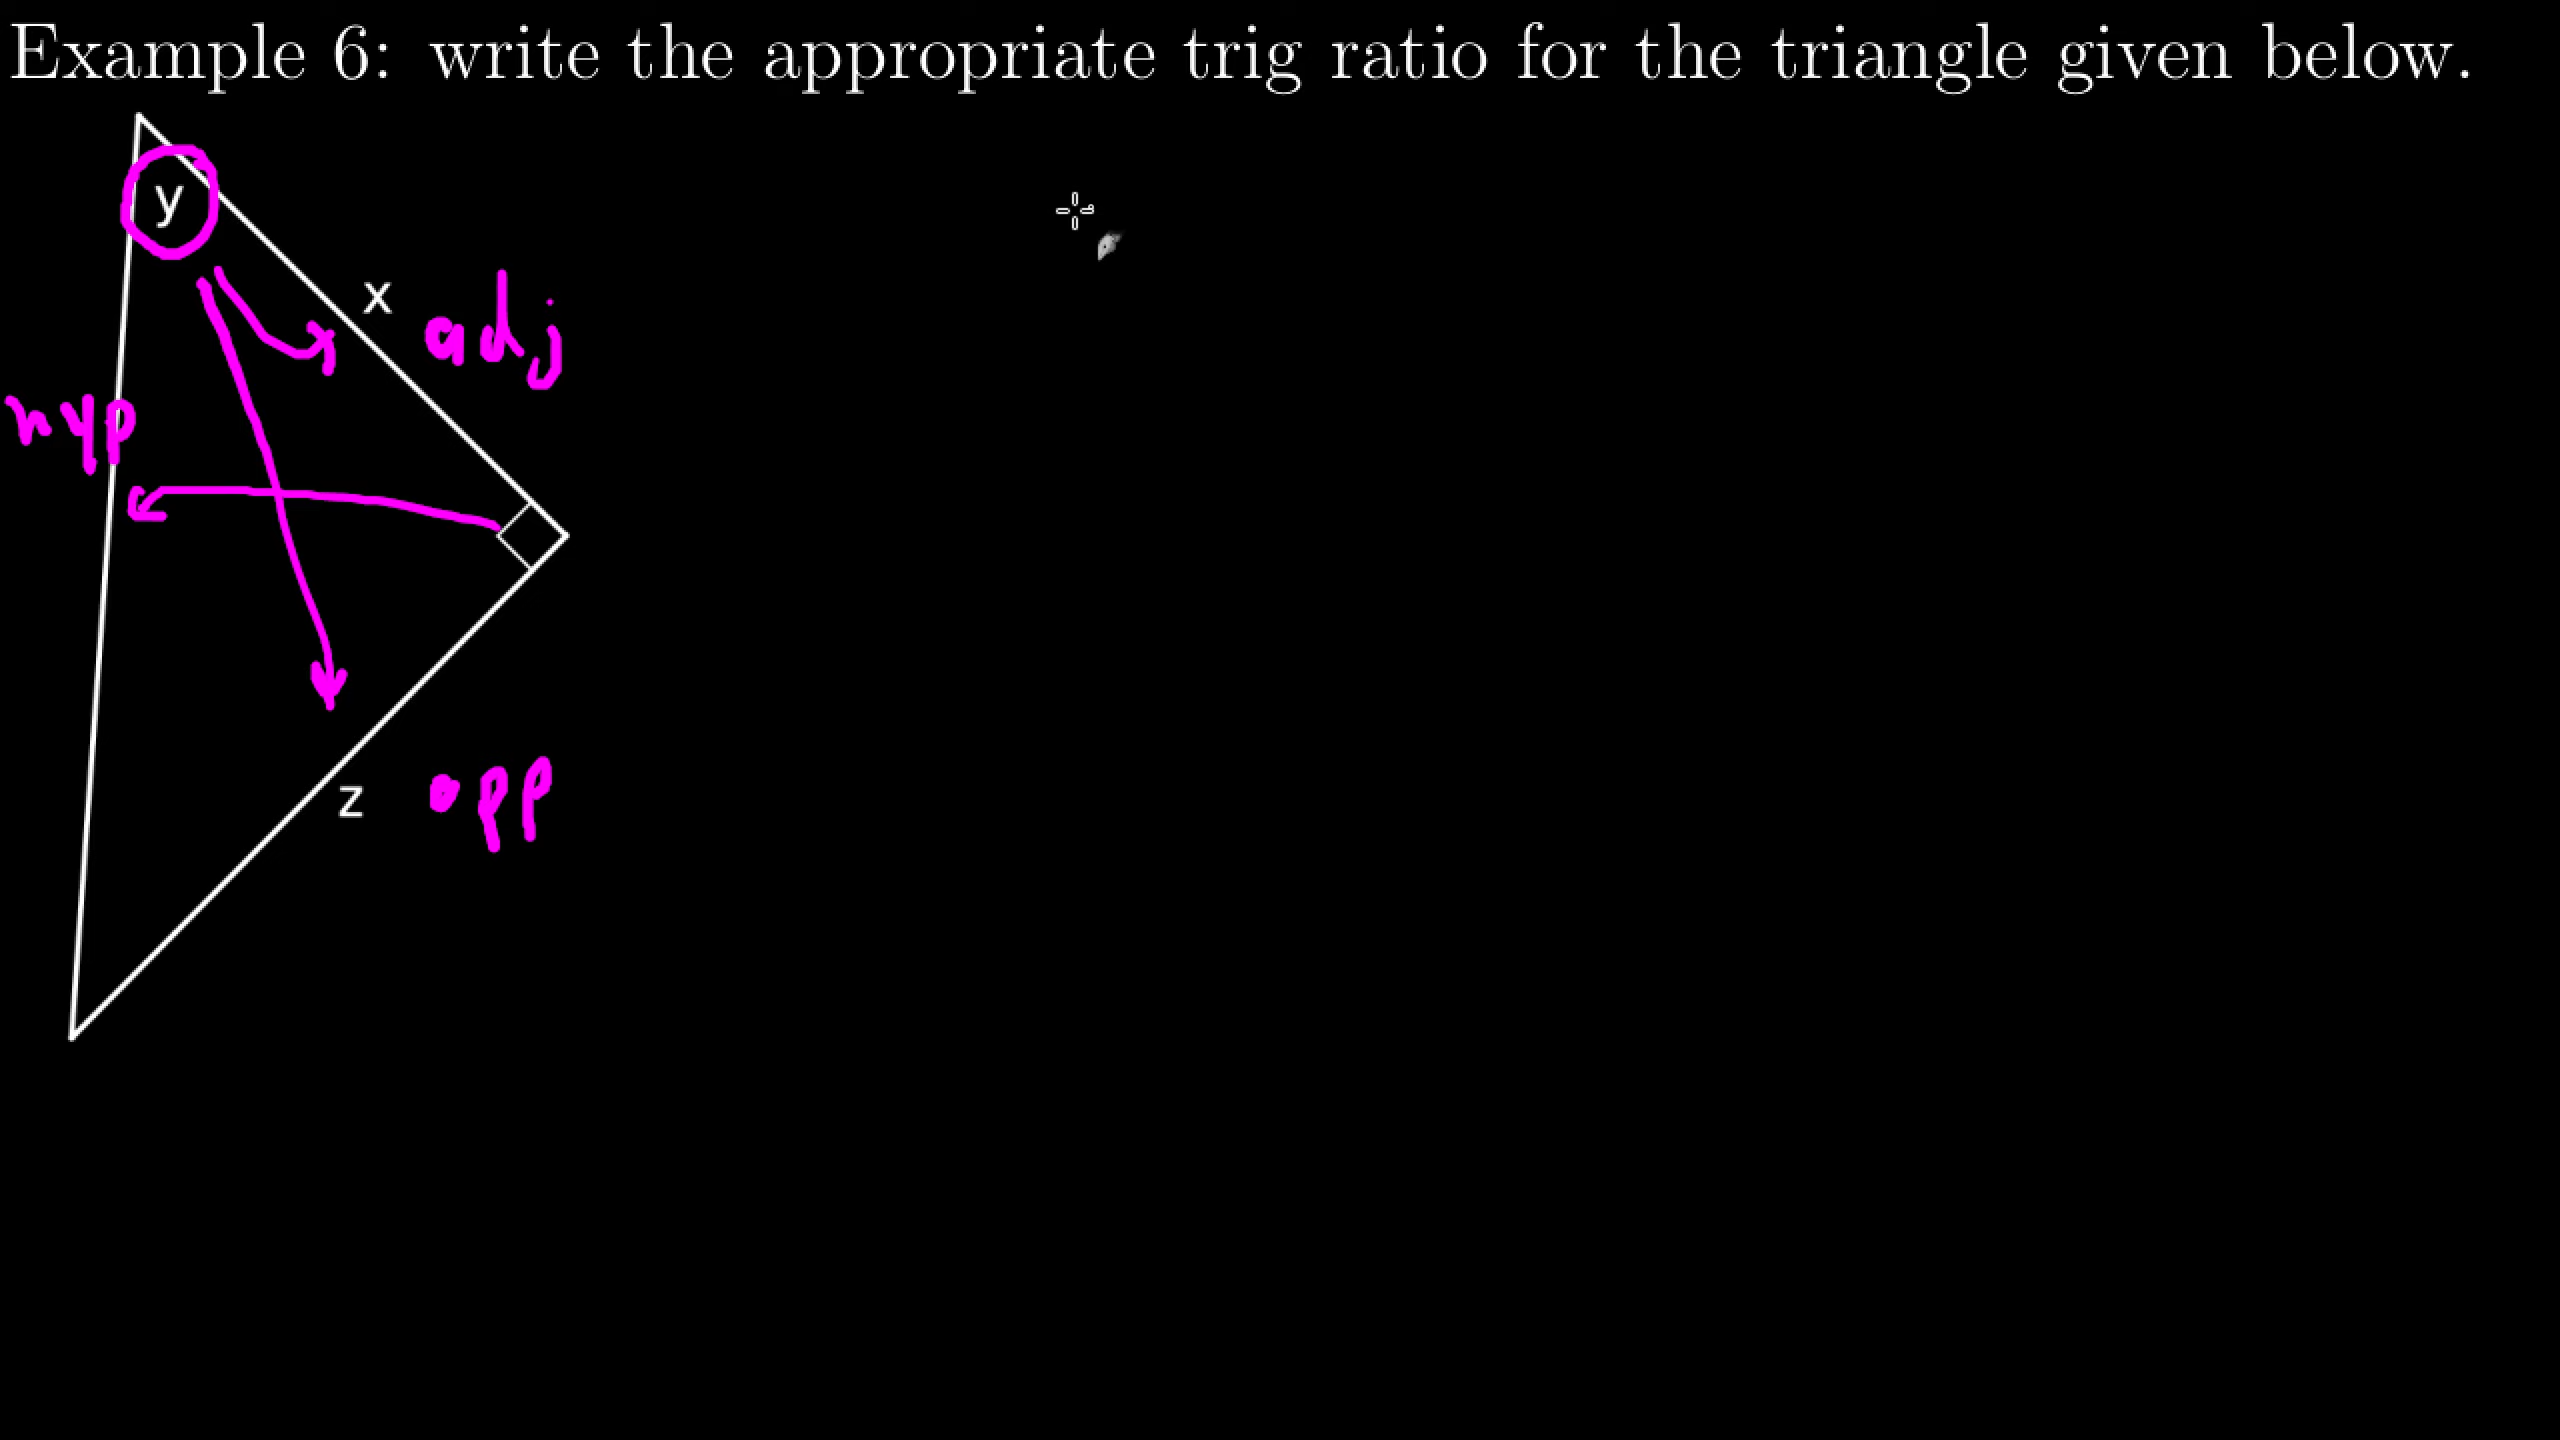 Example 6: write the appropriate trig ratio for the triangle given below.
y
x adj
hyp
z opp